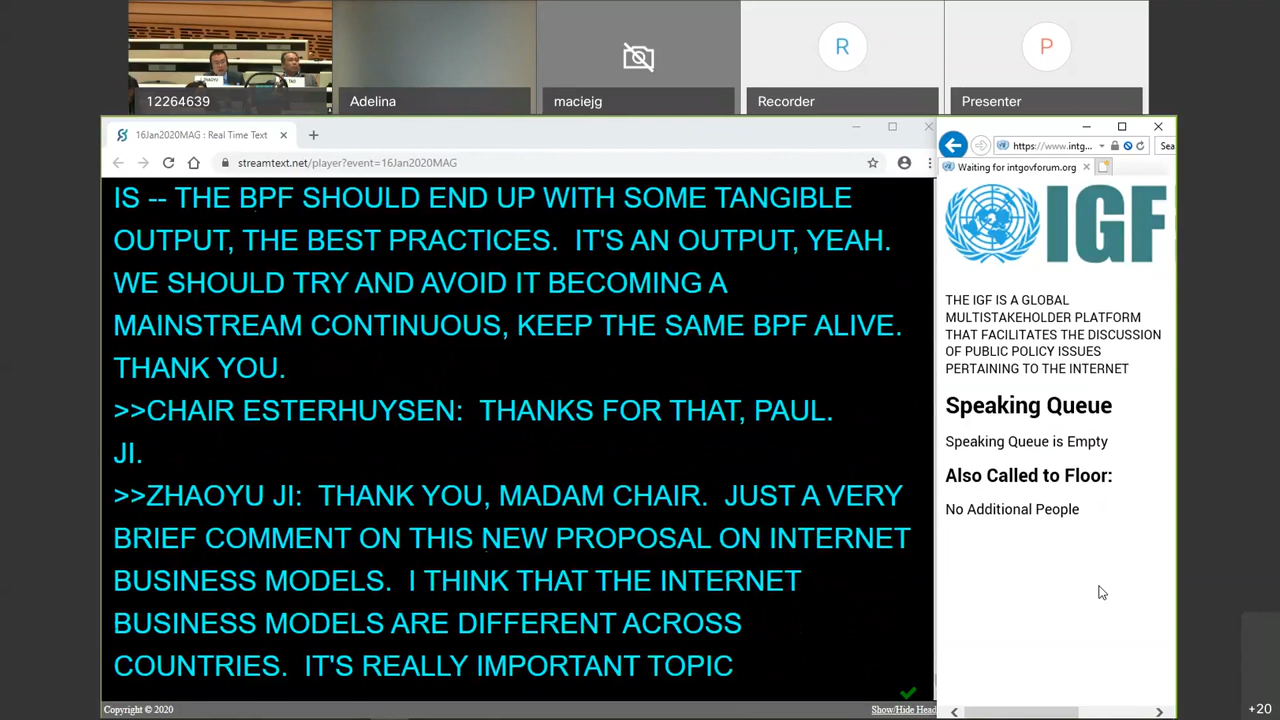 ZHAOYU
TAO
12264639
Adelina
maciejg
R
Recorder
P
Presenter
16Jan2020MAG : Real Time Text
streamtext.net/player?event=16Jan2020MAG
IS -- THE BPF SHOULD END UP WITH SOME TANGIBLE
OUTPUT, THE BEST PRACTICES.  IT'S AN OUTPUT, YEAH.
WE SHOULD TRY AND AVOID IT BECOMING A
MAINSTREAM CONTINUOUS, KEEP THE SAME BPF ALIVE.
THANK YOU.
>>CHAIR ESTERHUYSEN:  THANKS FOR THAT, PAUL.
JI.
>>ZHAOYU JI:  THANK YOU, MADAM CHAIR.  JUST A VERY
BRIEF COMMENT ON THIS NEW PROPOSAL ON INTERNET
BUSINESS MODELS.  I THINK THAT THE INTERNET
BUSINESS MODELS ARE DIFFERENT ACROSS
COUNTRIES.  IT'S REALLY IMPORTANT TOPIC
Copyright © 2020
Show/Hide Head
https://www.intg...
Sea
Waiting for intgovforum.org
IGF
THE IGF IS A GLOBAL
MULTISTAKEHOLDER PLATFORM
THAT FACILITATES THE DISCUSSION
OF PUBLIC POLICY ISSUES
PERTAINING TO THE INTERNET
Speaking Queue
Speaking Queue is Empty
Also Called to Floor:
No Additional People
+20